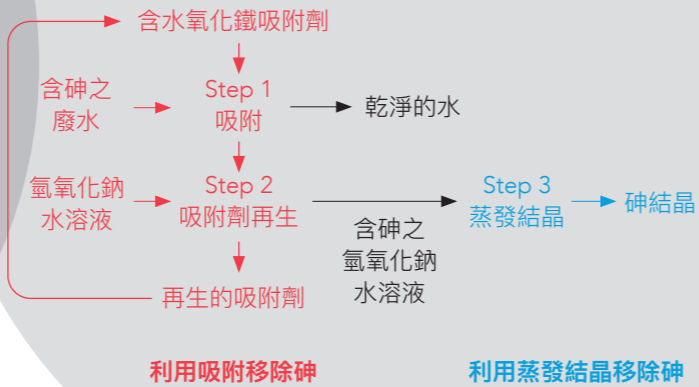 含水氧化鐵吸附劑
含砷之
廢水
Step 1
吸附
乾淨的水
氫氧化鈉
水溶液
Step 2
吸附劑再生
含砷之
氫氧化鈉
水溶液
Step 3
蒸發結晶
砷結晶
再生的吸附劑
利用吸附移除砷
利用蒸發結晶移除砷